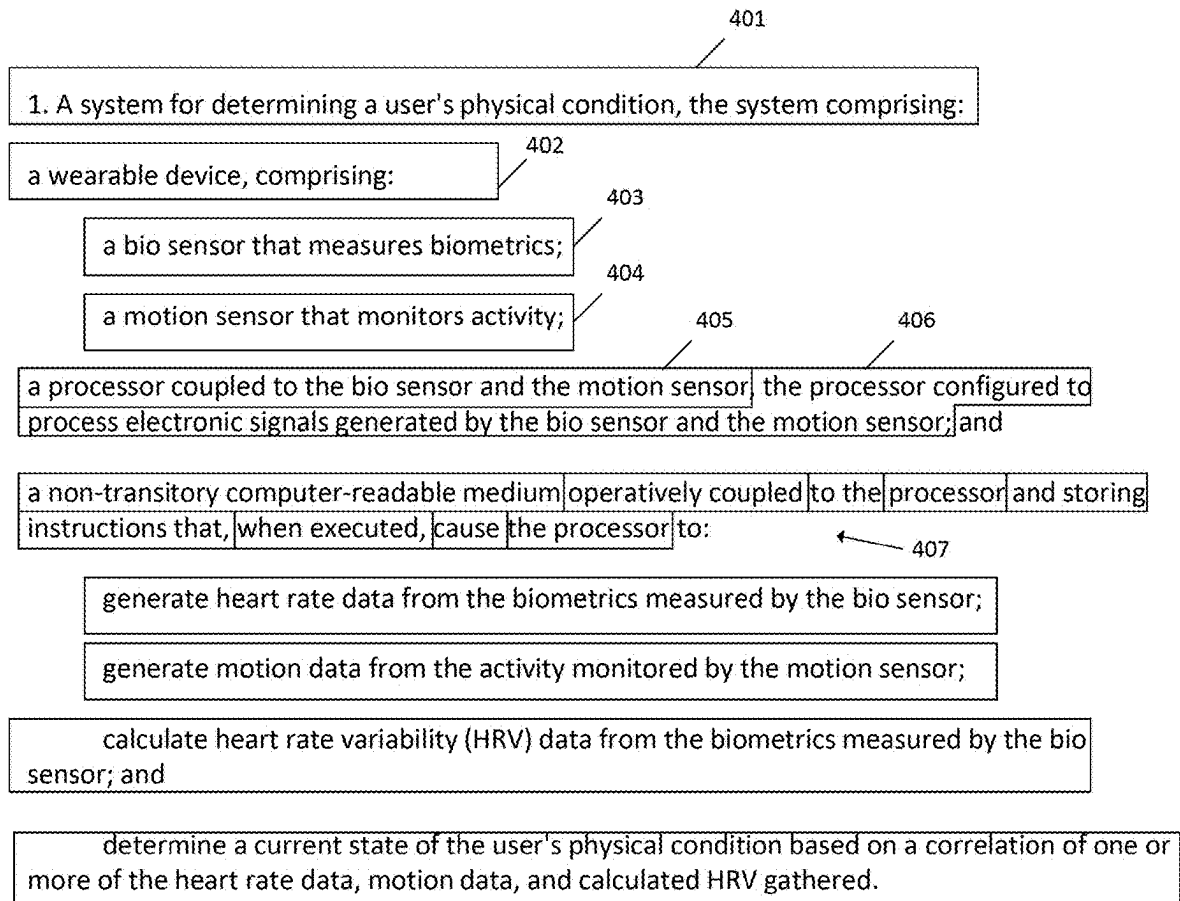 401
1. A system for determining a user's physical condition, the system comprising:
402
a wearable device, comprising:
403
a bio sensor that measures biometrics;
404
a motion sensor that monitors activity;
405 406
a processor coupled to the bio sensor and the motion sensor, the processor configured to
process electronic signals generated by the bio sensor and the motion sensor; and
a non-transitory computer-readable medium operatively coupled to the processor and storing
instructions that, when executed, cause the processor to:
407
generate heart rate data from the biometrics measured by the bio sensor;
generate motion data from the activity monitored by the motion sensor;
calculate heart rate variability (HRV) data from the biometrics measured by the bio
sensor; and
determine a current state of the user's physical condition based on a correlation of one or
more of the heart rate data, motion data, and calculated HRV gathered.